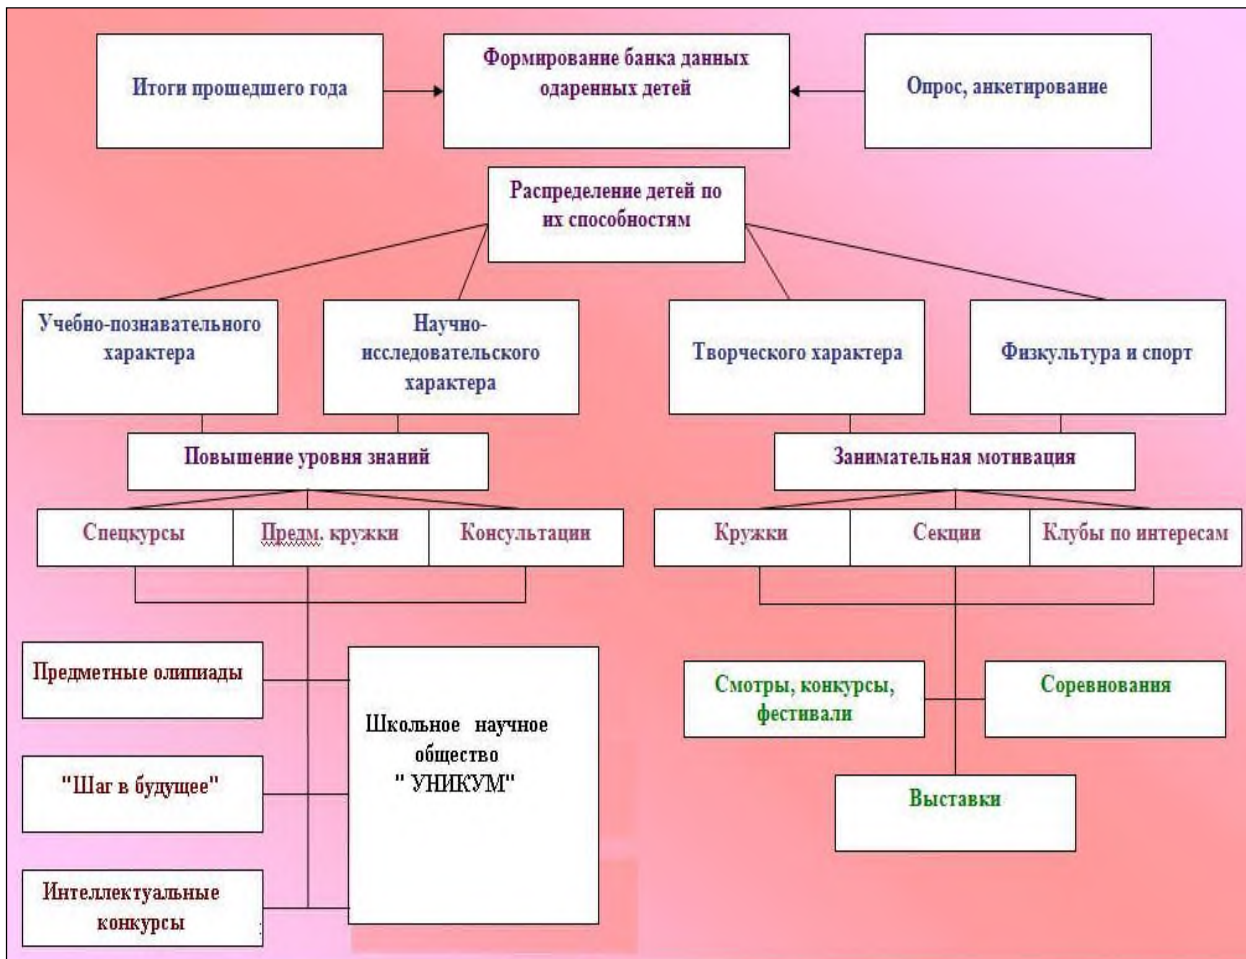 Итоги прошедшего года
Формирование банка данных
одаренных детей
Опрос, анкетирование
Распределение детей по
их способностям
Учебно-познавательного
характера
Научно-
исследовательского
характера
Творческого характера
Физкультура и спорт
Повышение уровня знаний
Занимательная мотивация
Спецкурсы
Предм. кружки
Консультации
Кружки
Секции
Клубы по интересам
Предметные олипиады
"Шаг в будущее"
Интеллектуальные
конкурсы
Школьное научное
общество
" УНИКУМ"
Смотры, конкурсы,
фестивали
Соревнования
Выставки